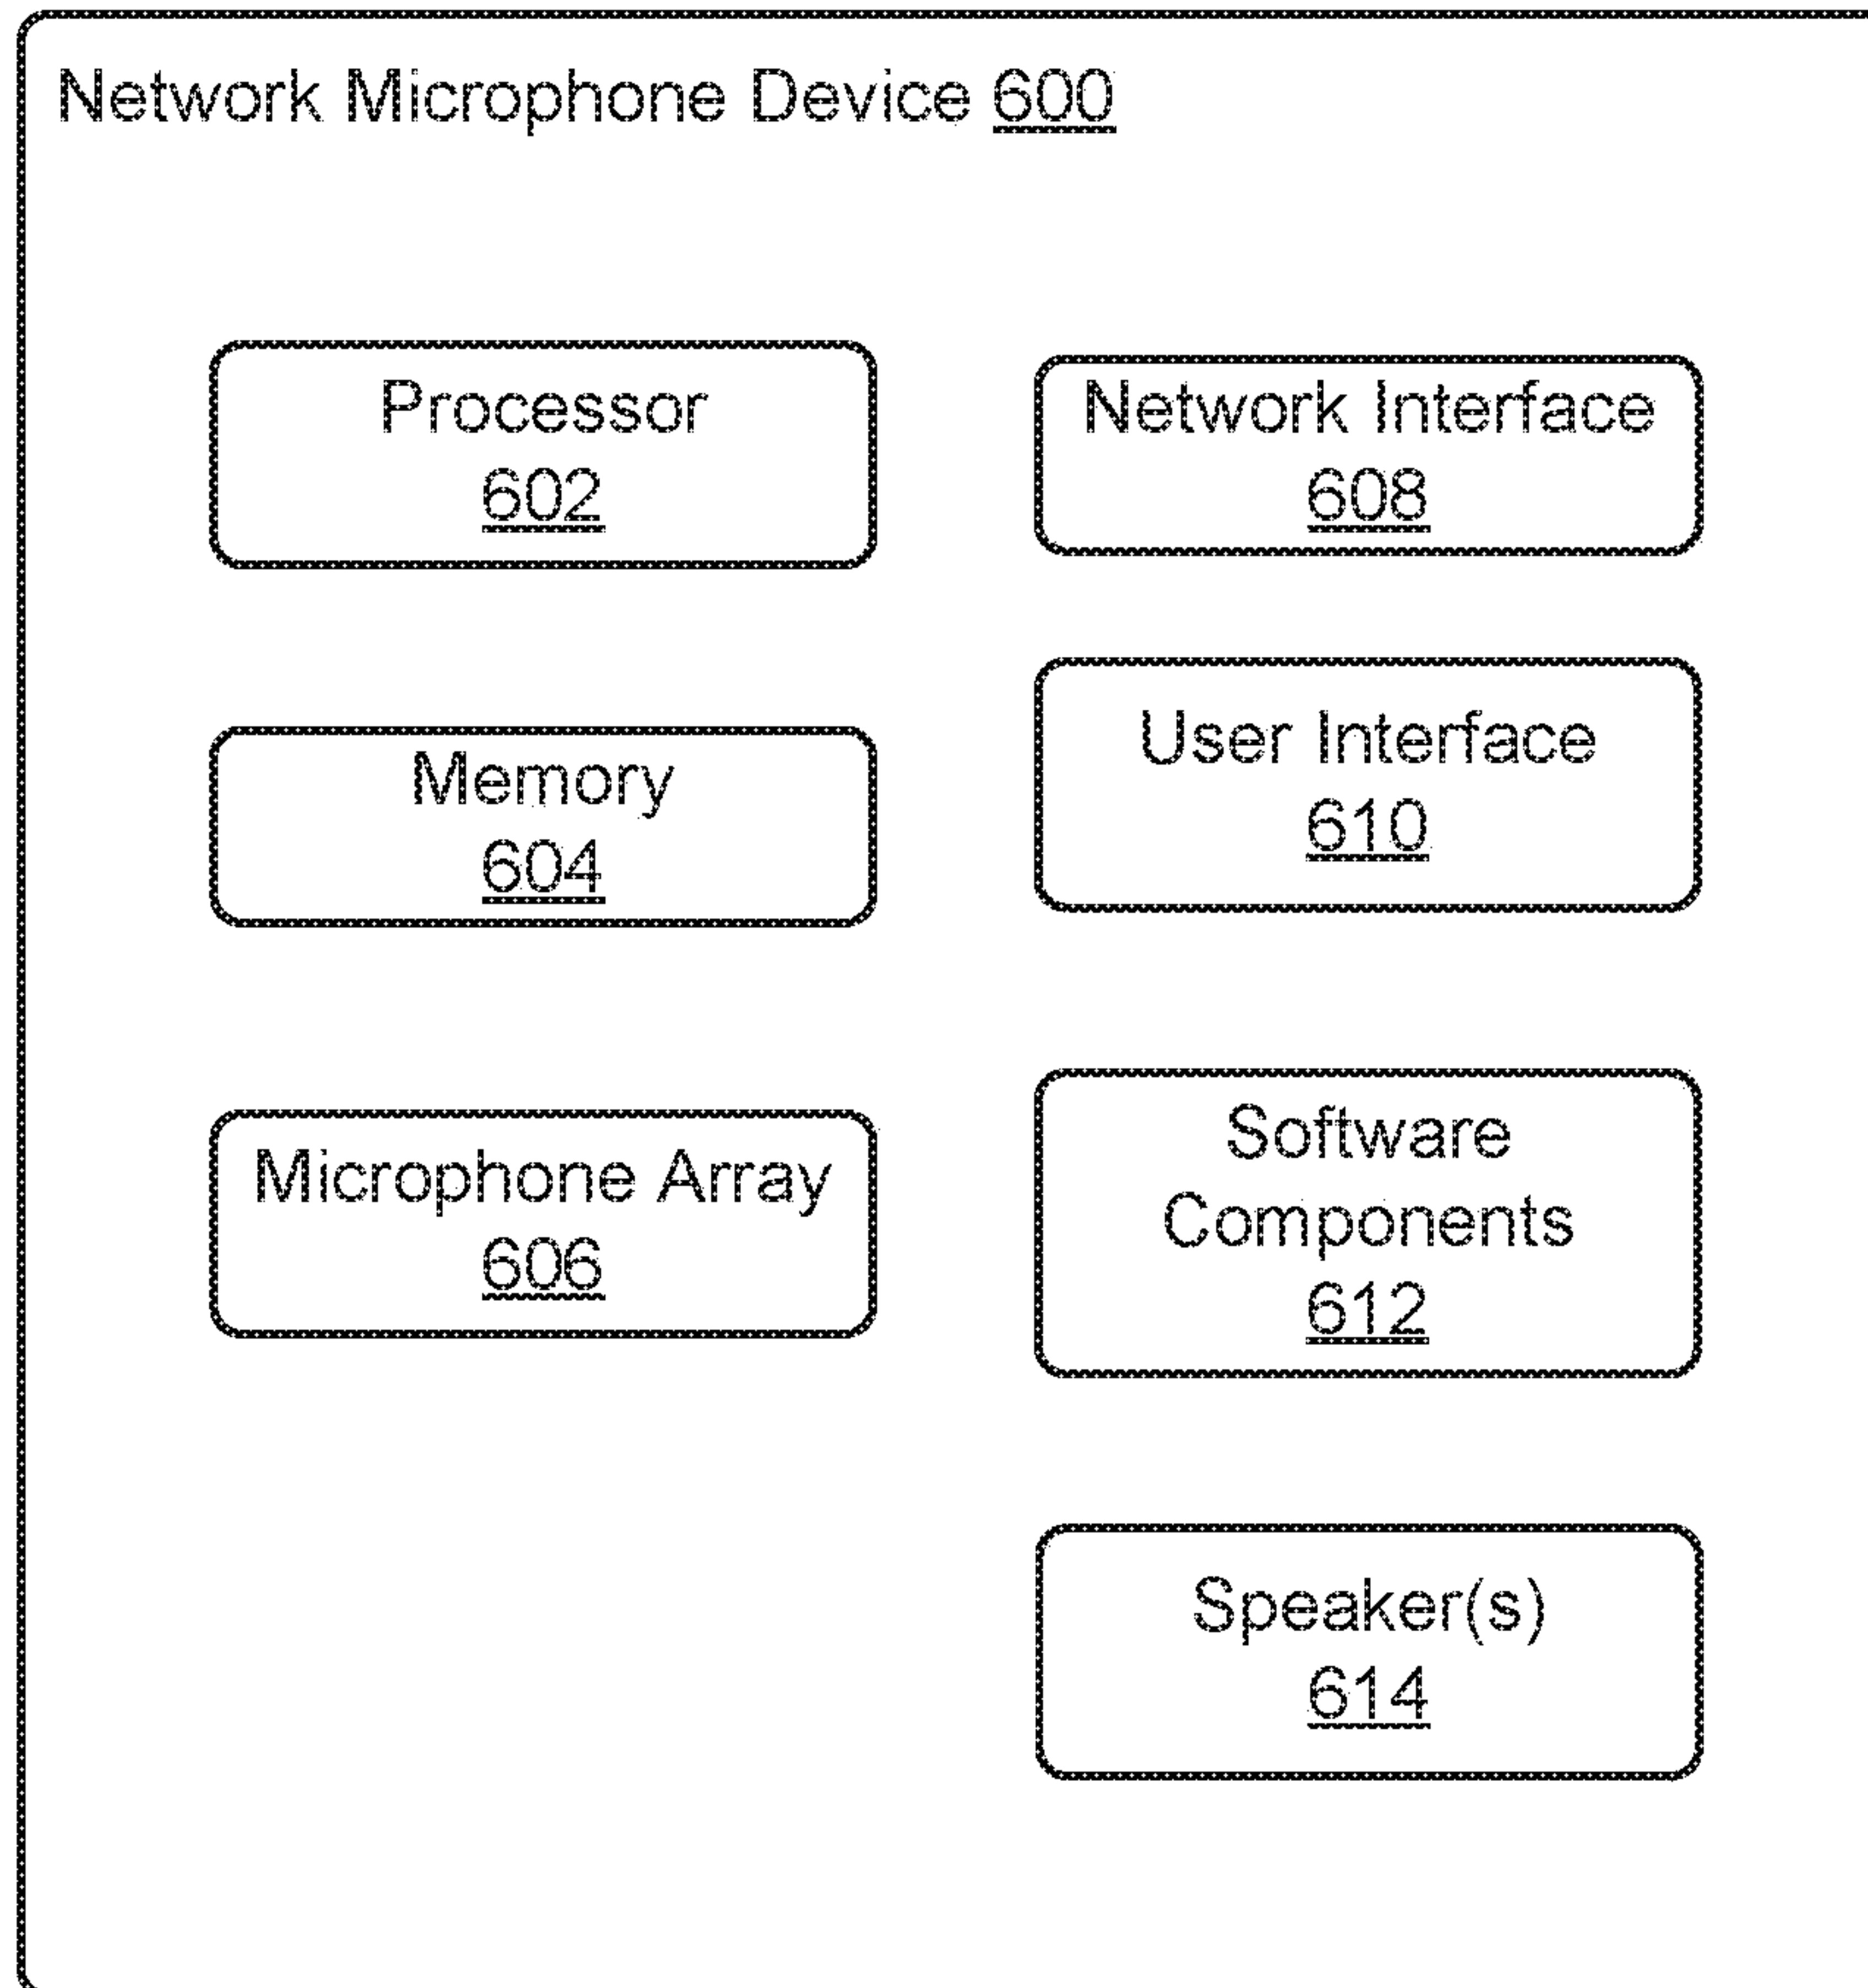 Network Microphone Device 600
Processor
602
Memory
604
Microphone Array
606
Network Interface
608
User Interface
610
Software
Components
612
Speaker(s)
614